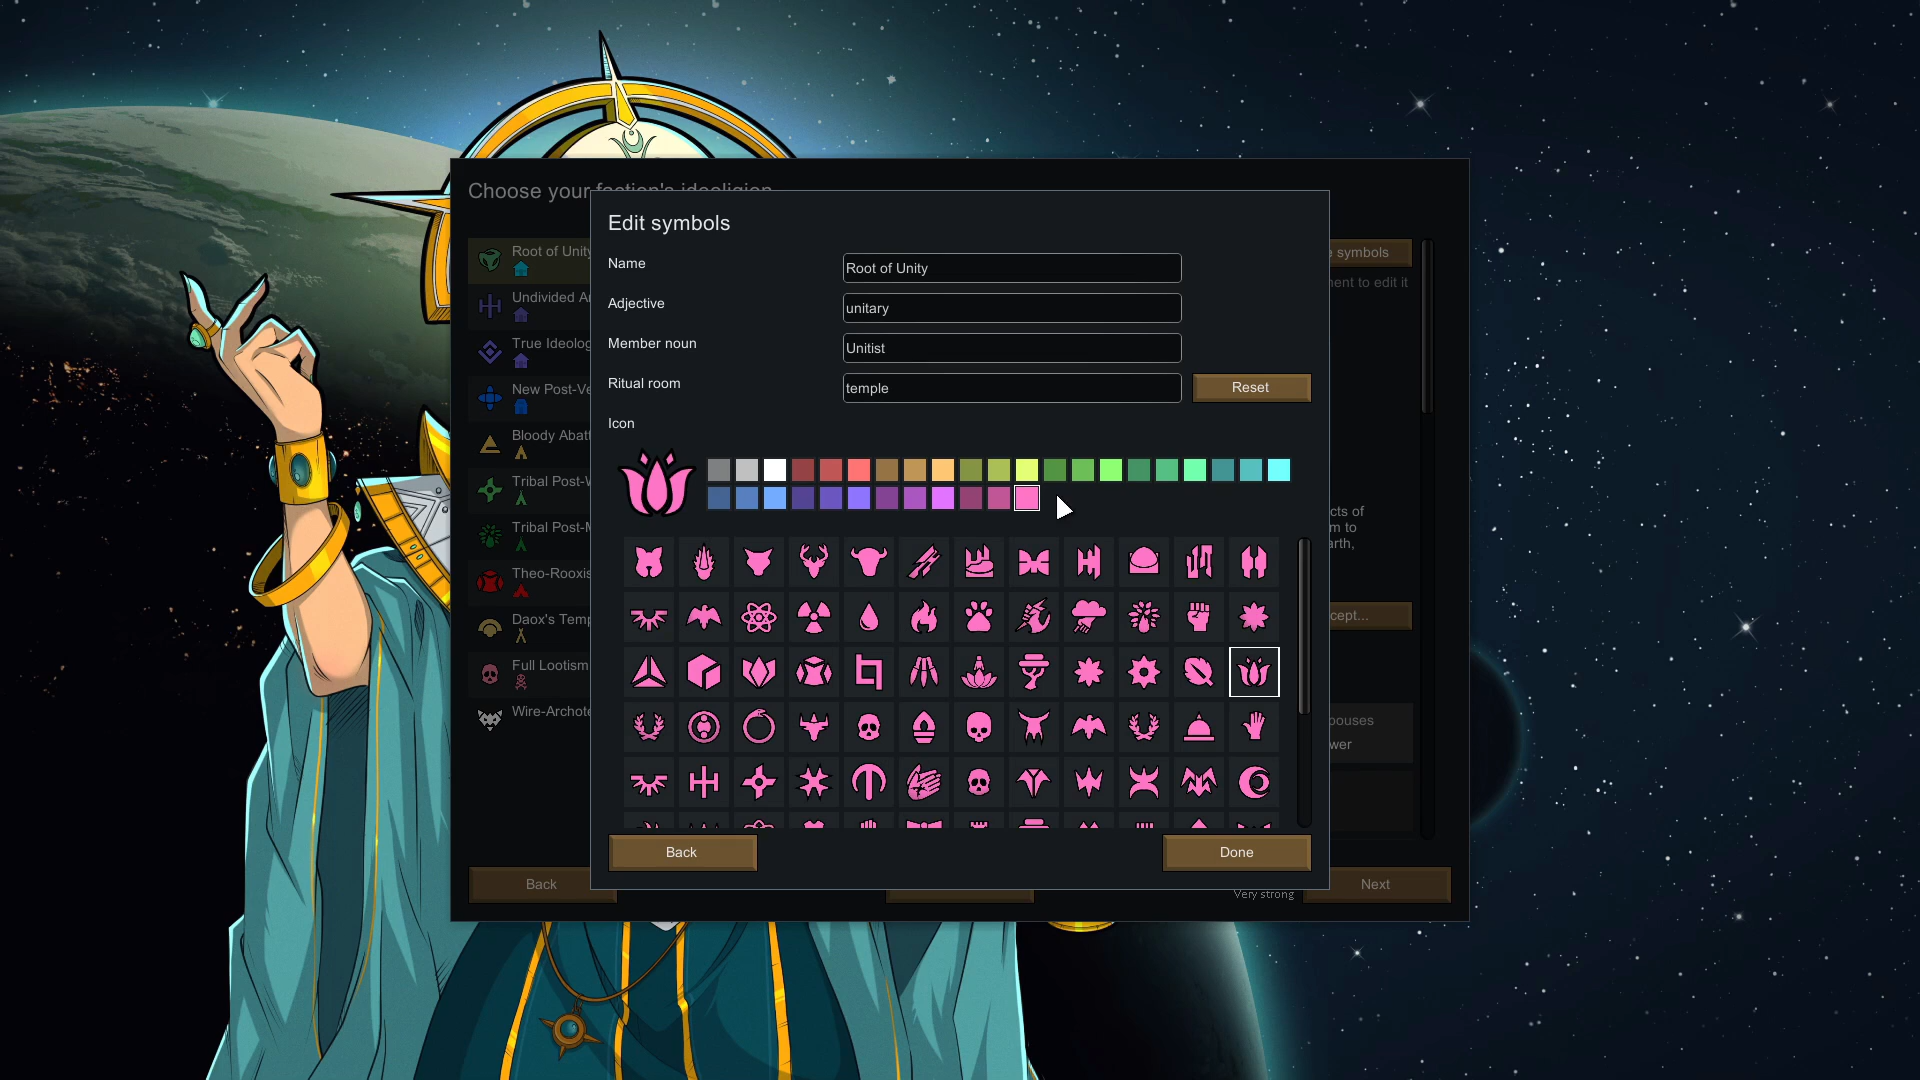 Choose your faction's ideoligion
Edit symbols
Name
Root of Unity
Adjective
unitary
Member noun
Unitist
Ritual room
temple
Reset
Icon
Back
Done
Root of Unity
Undivided
True Ideolog
New Post-Ve
Bloody Abatt
Tribal Post-
Tribal Post-M
Theo-Rooxis
Daox's Temp
Full Lootism
Wire-Archote
symbols
ment to edit it
cts of
m to
arth,
cept...
pouses
wer
Back
Very strong
Next